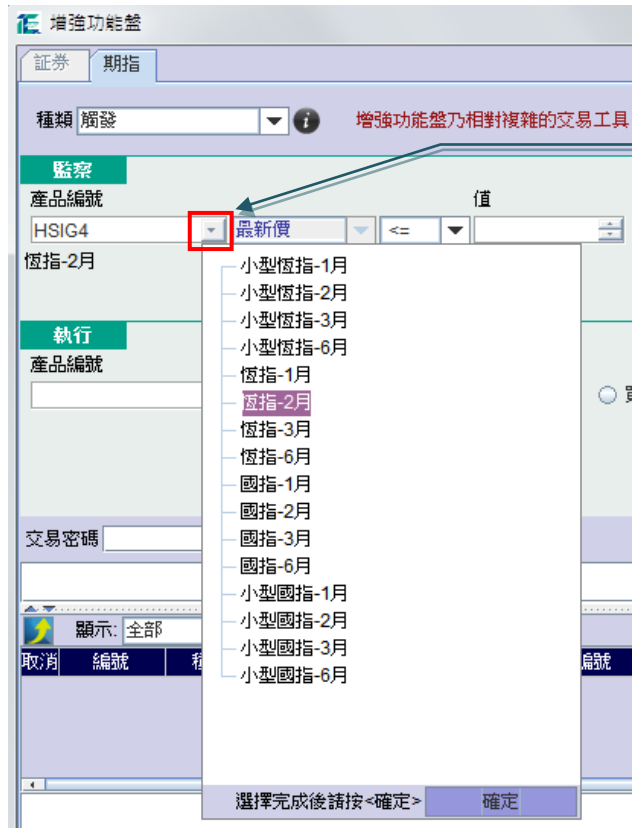 增強功能盤
証券 期指
種類 觸發 增強功能盤乃相對複雜的交易工具
監察
產品編號 值
HSIG4 最新價 <=
恆指-2月
小型恆指-1月
小型恆指-2月
小型恆指-3月
小型恆指-6月
恆指-1月
恆指-2月
恆指-3月
恆指-6月
國指-1月
國指-2月
國指-3月
國指-6月
小型國指-1月
小型國指-2月
小型國指-3月
小型國指-6月
選擇完成後請按<確定> 確定
執行
產品編號
交易密碼
顯示: 全部
取消 編號 編號